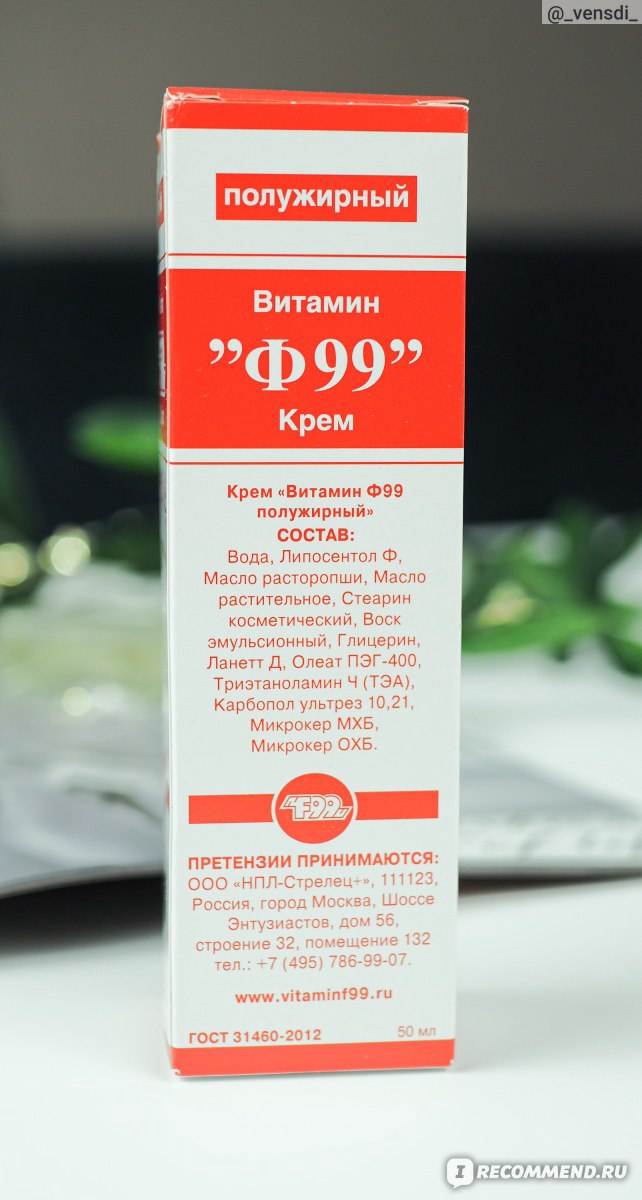 @_vensdi_
полужирный
Витамин
”Ф99”
Крем
Крем «Витамин Ф99
полужирный»
СОСТАВ:
Вода, Липосентол Ф,
Масло расторопши, Масло
растительное, Стеарин
косметический, Воск
эмульсионный, Глицерин,
Ланетт Д, Олеат ПЭГ-400,
Триэтаноламин Ч (ТЭА),
Карбопол ультрез 10,21,
Микрокер МХБ,
Микрокер ОХБ.
"F99"
ПРЕТЕНЗИИ ПРИНИМАЮТСЯ:
ООО «НПЛ-Стрелец+», 111123,
Россия, город Москва, Шоссе
Энтузиастов, дом 56,
строение 32, помещение 132
тел.: +7 (495) 786-99-07.
www.vitaminf99.ru
ГОСТ 31460-2012 50 мл
I RECOMMEND.RU